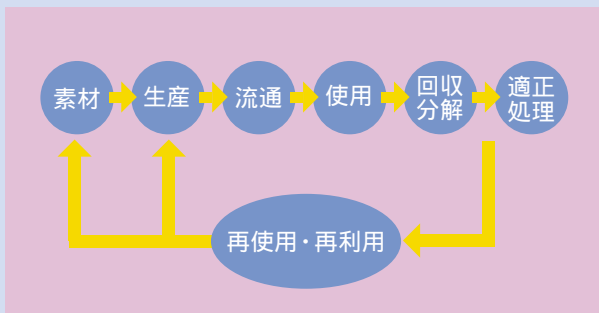 素材
生産
流通
使用
回収
分解
適正
処理
再使用・再利用